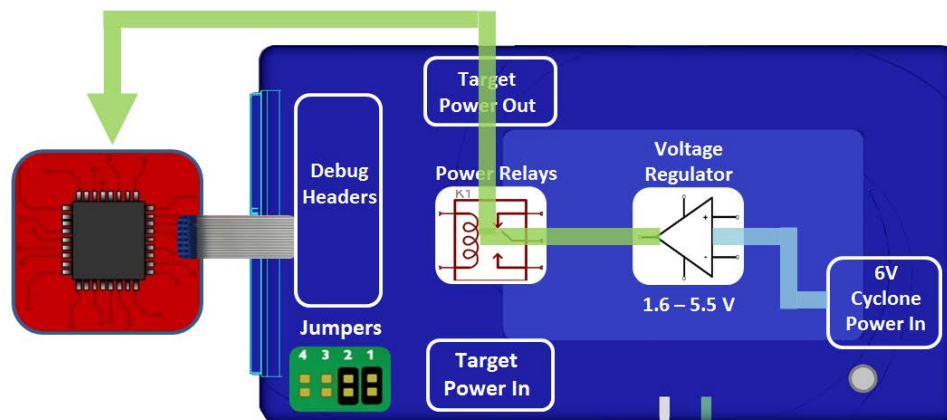 Target
Power Out
Debug
Headers
Power Relays
K1
Voltage
Regulator
+
-
1.6 – 5.5 V
6V
Cyclone
Power In
Jumpers
4 3 2 1
Target
Power In